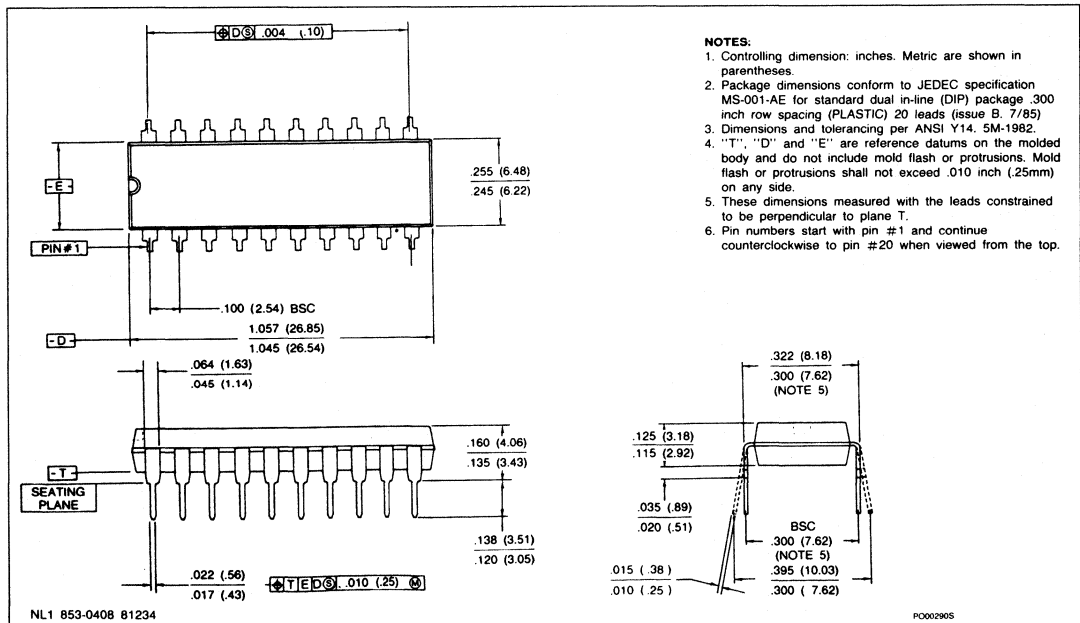 ⌖ D Ⓢ .004 (.10)
NOTES:
1. Controlling dimension: inches. Metric are shown in
parentheses.
2. Package dimensions conform to JEDEC specification
MS-001-AE for standard dual in-line (DIP) package .300
inch row spacing (PLASTIC) 20 leads (issue B. 7/85)
3. Dimensions and tolerancing per ANSI Y14. 5M-1982.
4. "T", "D" and "E" are reference datums on the molded
body and do not include mold flash or protrusions. Mold
flash or protrusions shall not exceed .010 inch (.25mm)
on any side.
5. These dimensions measured with the leads constrained
to be perpendicular to plane T.
6. Pin numbers start with pin #1 and continue
counterclockwise to pin #20 when viewed from the top.
-E-
.255 (6.48)
.245 (6.22)
PIN #1
.100 (2.54) BSC
-D-
1.057 (26.85)
1.045 (26.54)
.064 (1.63)
.045 (1.14)
.160 (4.06)
.135 (3.43)
-T-
SEATING
PLANE
.138 (3.51)
.120 (3.05)
.022 (.56)
.017 (.43)
⌖ T E D Ⓢ .010 (.25) Ⓜ
.322 (8.18)
.300 (7.62)
(NOTE 5)
.125 (3.18)
.115 (2.92)
.035 (.89)
.020 (.51)
BSC
.300 (7.62)
(NOTE 5)
.395 (10.03)
.300 ( 7.62)
.015 ( .38)
.010 (.25 )
NL1 853-0408 81234
PO00290S